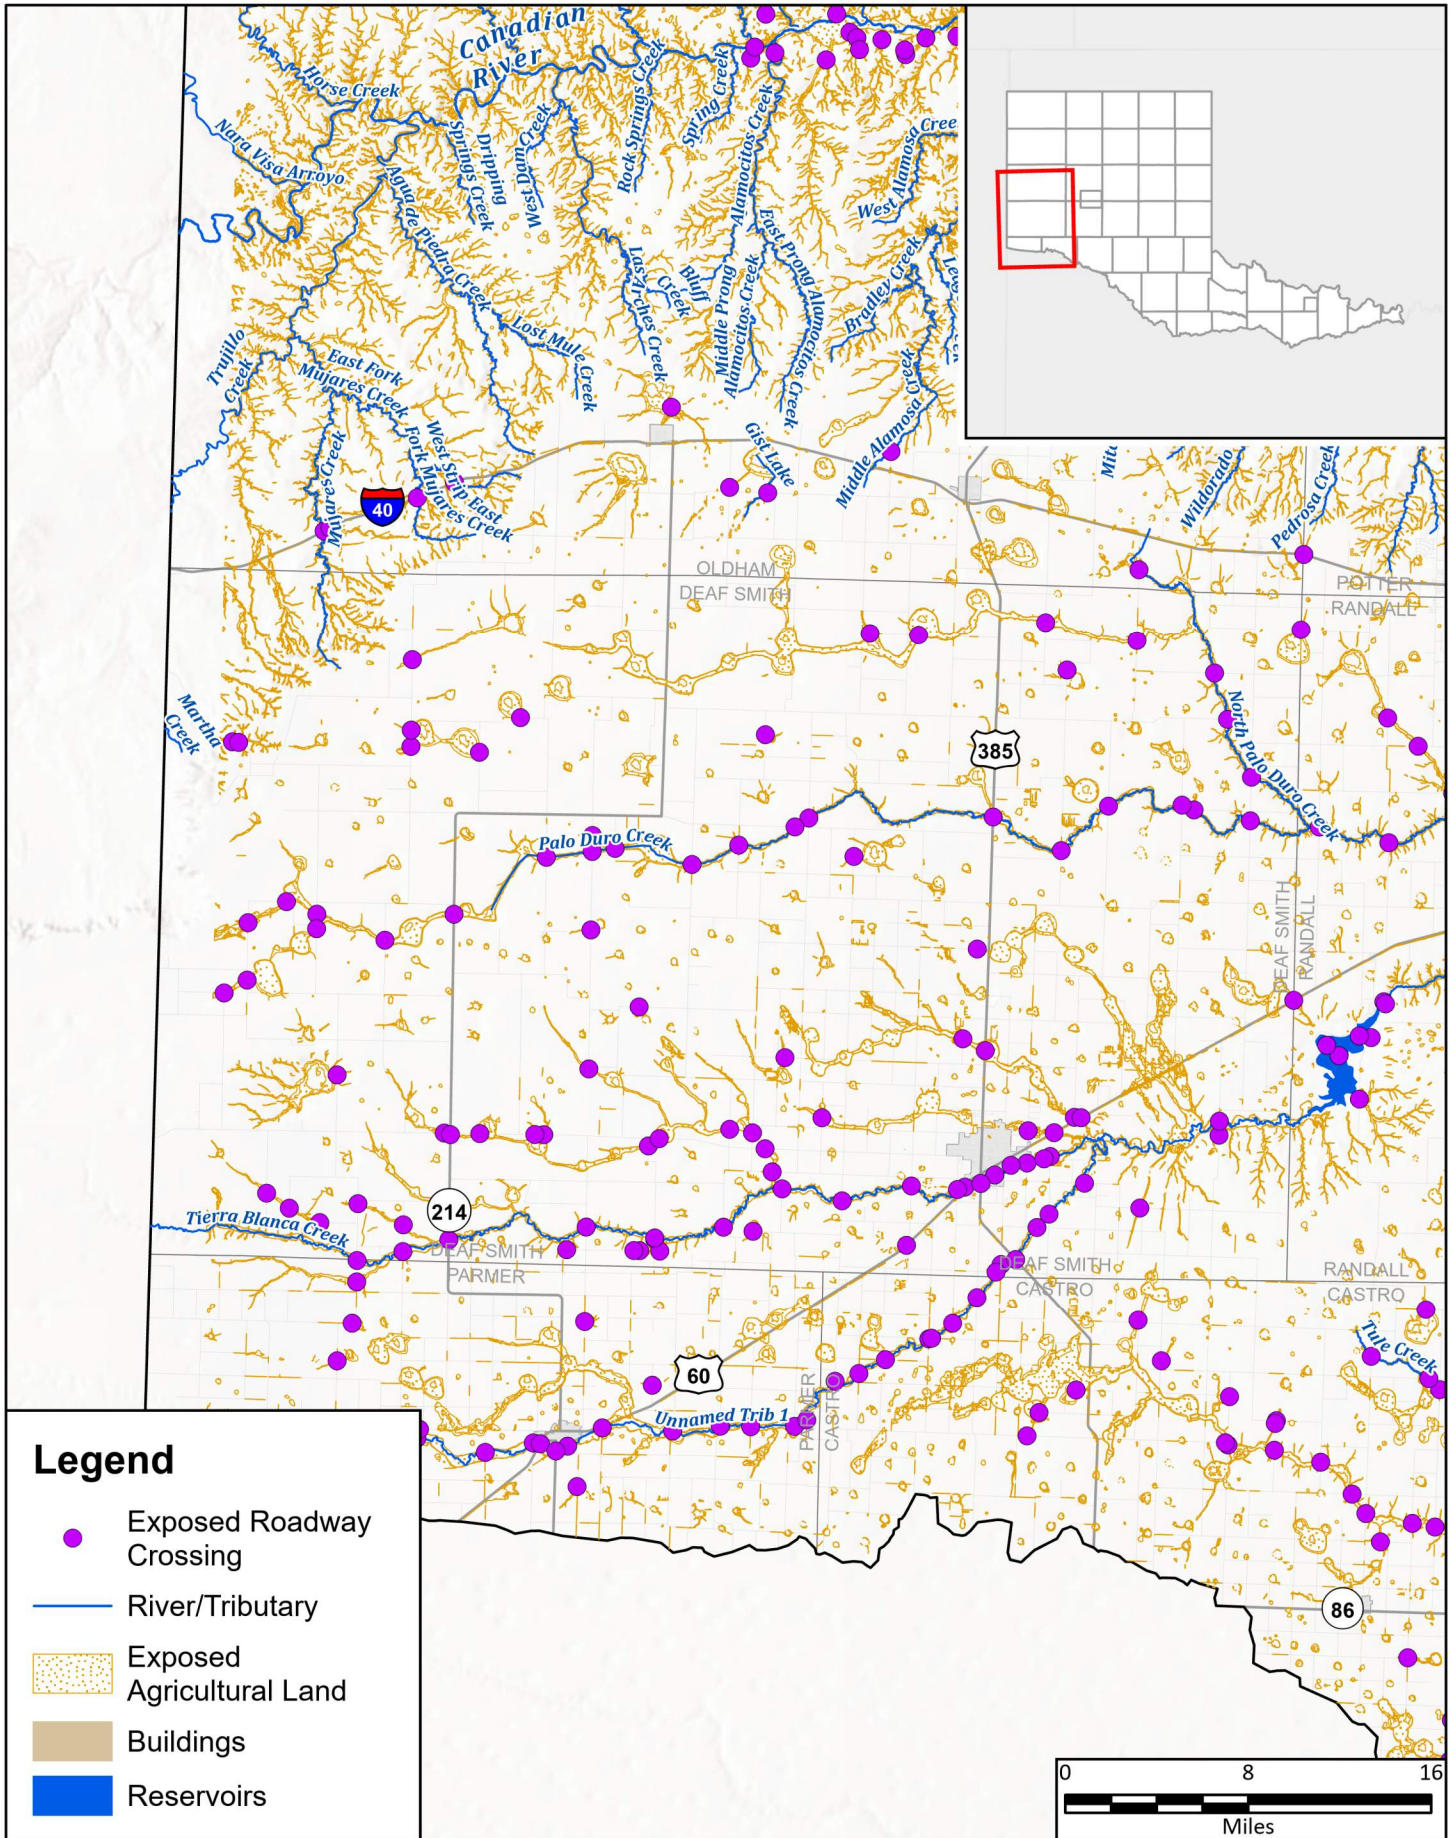 Canadian
River
Horse Creek
Nara Visa Arroyo
Dripping
Springs Creek
West Dam
Creek
Rock Springs Creek
Spring Creek
Alamocitos Creek
West Alamosa Cree
Agua de Piedra Creek
Las Arches Creek
Bluff
Creek
Middle Prong
Alamocitos Creek
East Prong Alamocitos Creek
Bradley Creek
Lost Mule
Creek
Trujillo
Creek
East Fork
Mujares Creek
Mujares Creek
West Strip East
Fork Mujares Creek
Gist Lake
Middle Alamosa Creek
Wildorado
Pedrosa Creek
40
OLDHAM
DEAF SMITH
POTTER
RANDALL
Martha
Creek
385
North Palo Duro Creek
Palo Duro Creek
DEAF SMITH
RANDALL
214
Tierra Blanca Creek
DEAF SMITH
PARMER
DEAF SMITH
CASTRO
RANDALL
CASTRO
Tule Creek
60
PARMER
CASTRO
Unnamed Trib 1
86
Legend
Exposed Roadway
Crossing
River/Tributary
Exposed
Agricultural Land
Buildings
Reservoirs
0 8 16
Miles